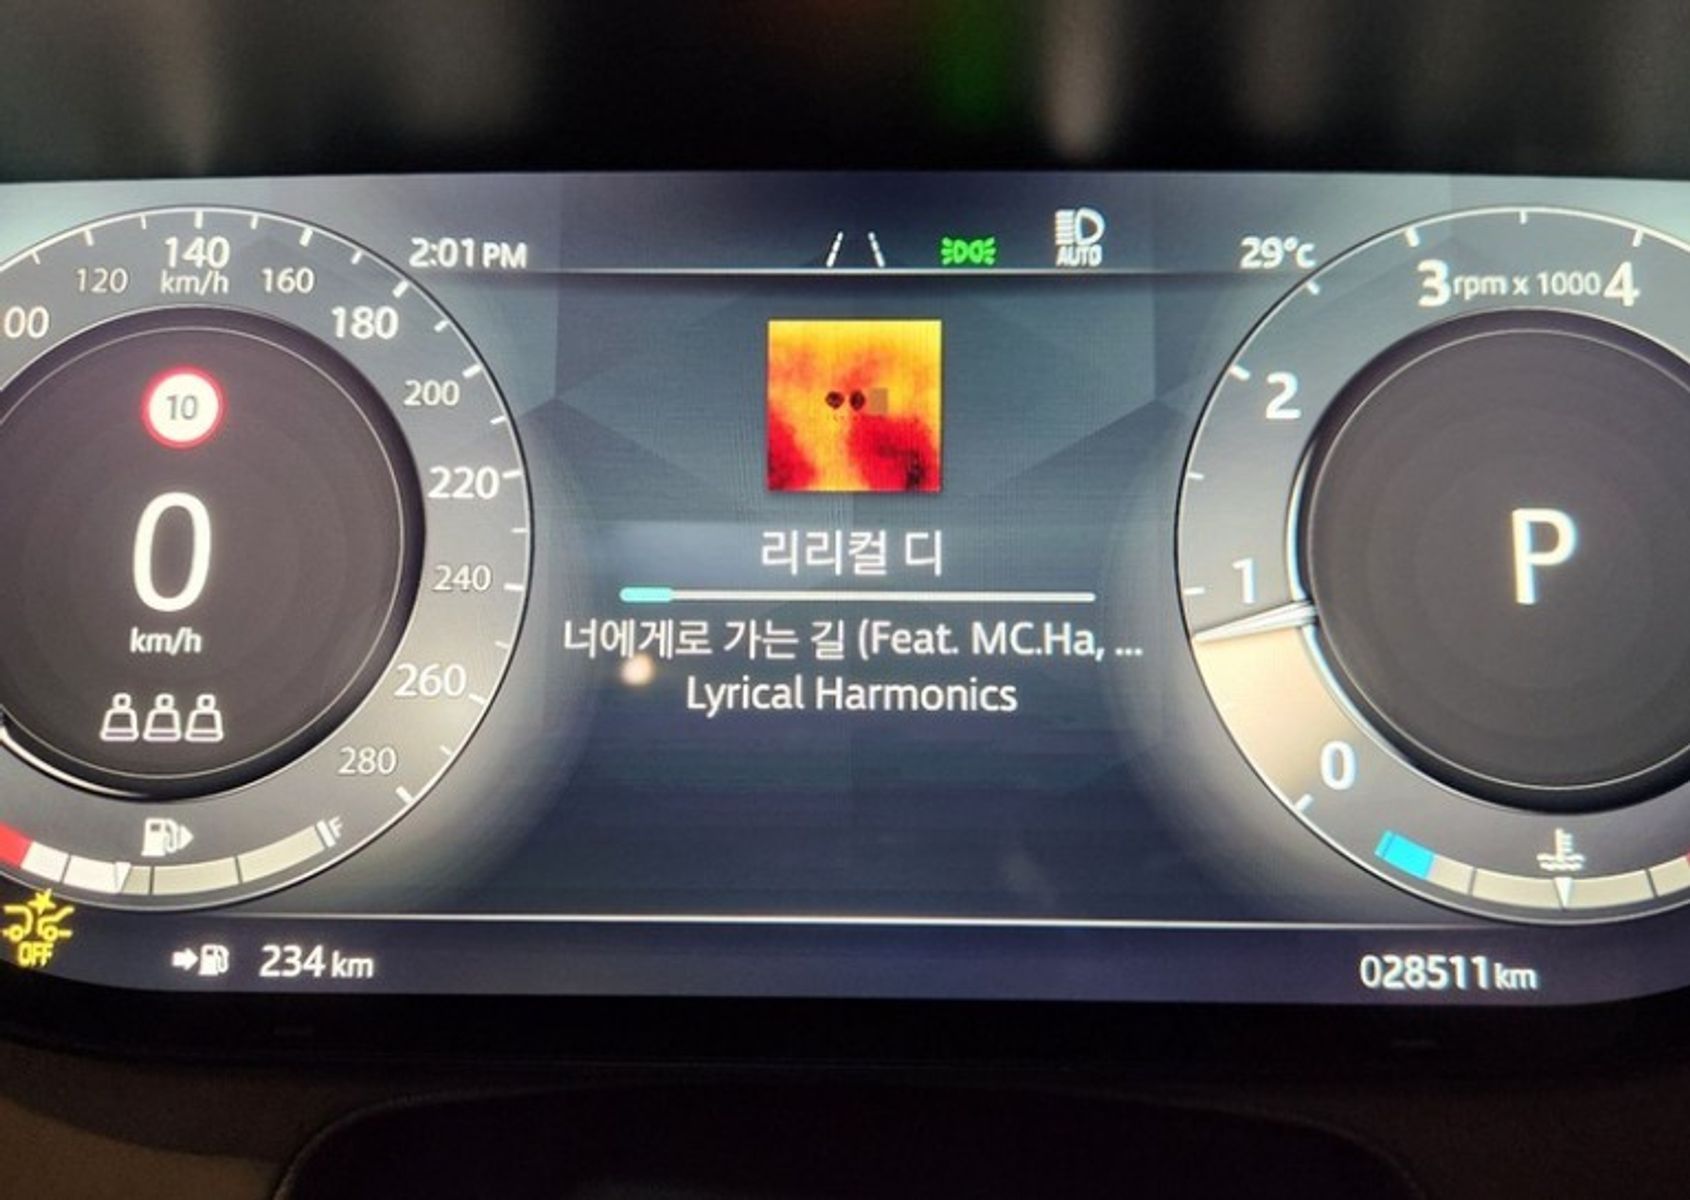 2:01 PM
AUTO
29°c
140
km/h
120
160
00
180
200
220
240
260
280
10
0
km/h
F
리리컬 디
너에게로 가는 길 (Feat. MC.Ha, ...
Lyrical Harmonics
3 rpm x 1000 4
2
1
0
P
OFF
234 km
028511 km